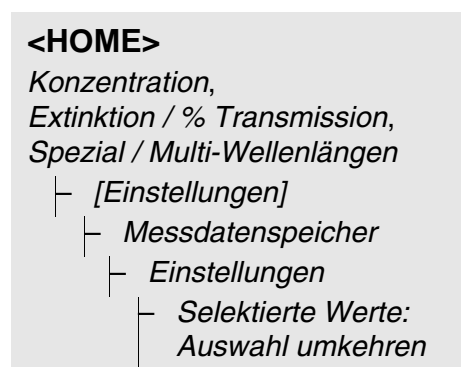 <HOME>
Konzentration,
Extinktion / % Transmission,
Spezial / Multi-Wellenlängen
[Einstellungen]
Messdatenspeicher
Einstellungen
Selektierte Werte:
Auswahl umkehren